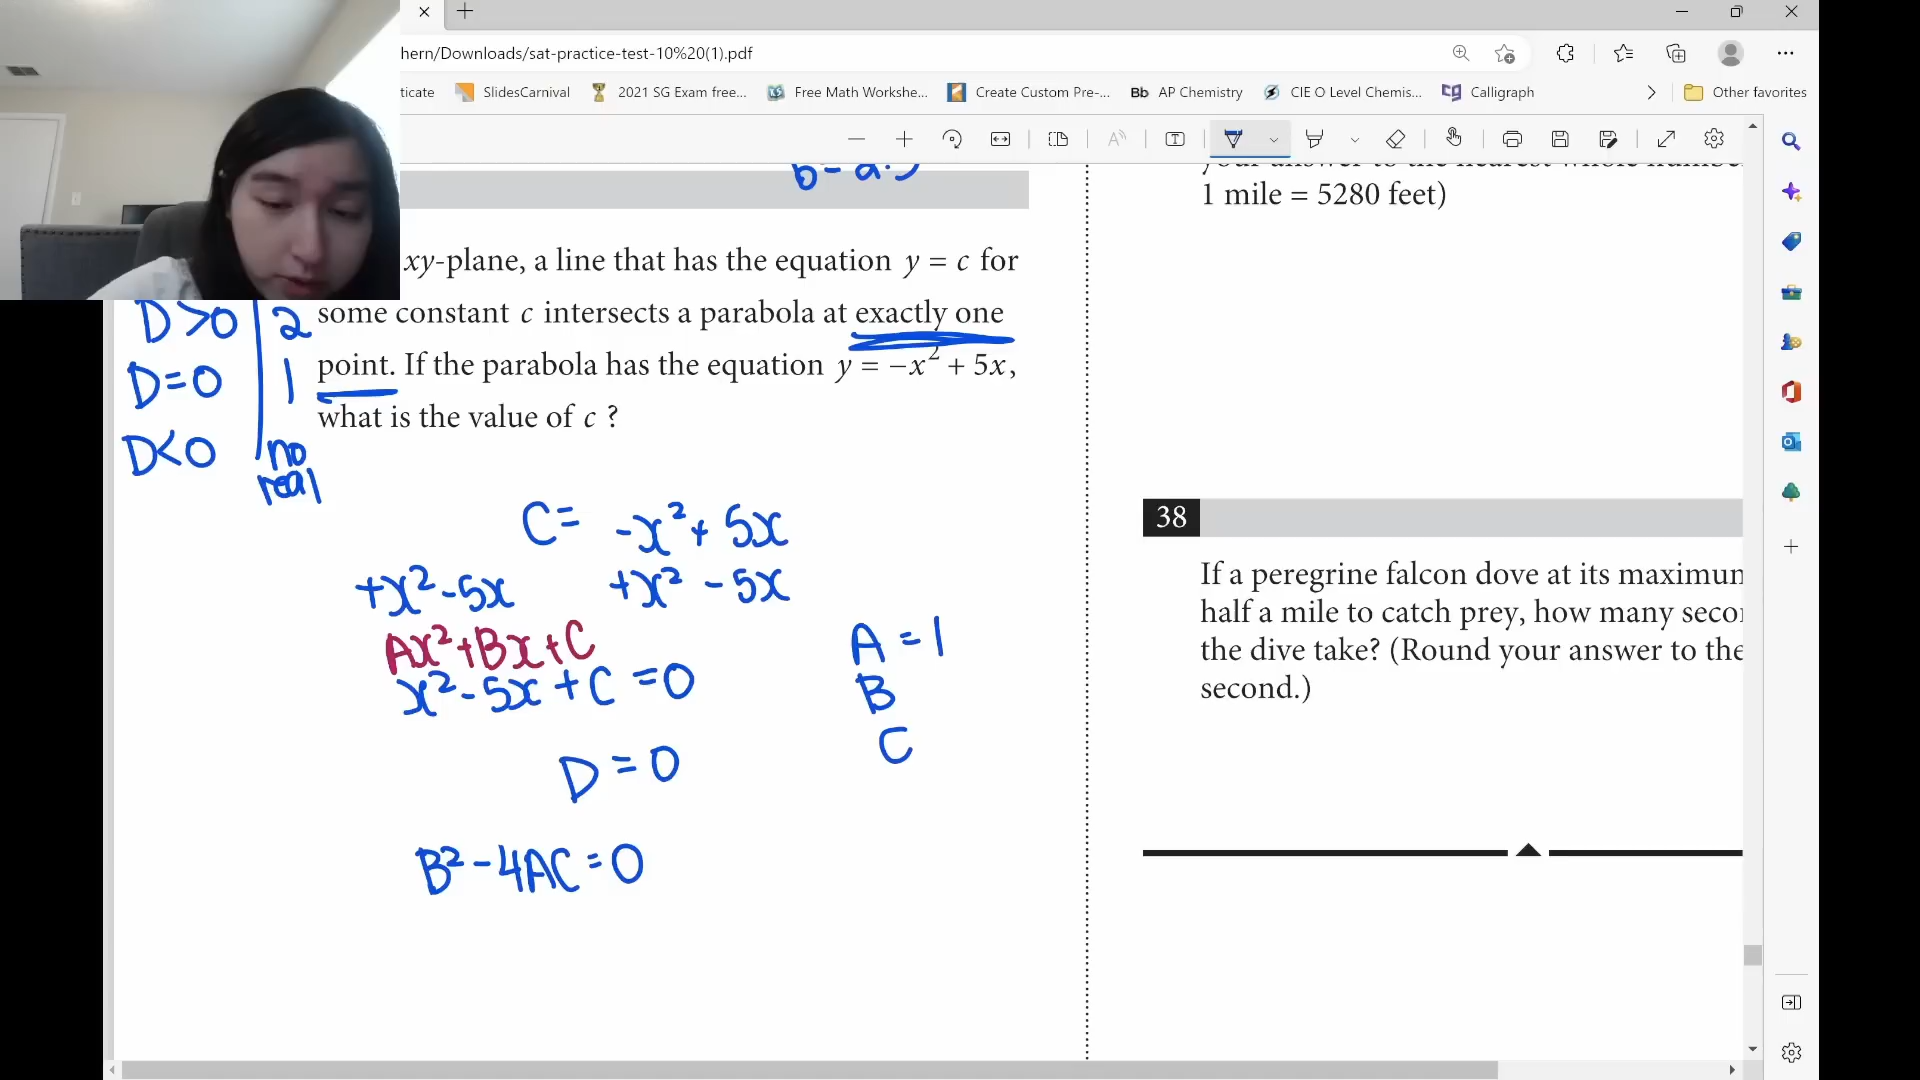 hern/Downloads/sat-practice-test-10%20(1).pdf
rticate SlidesCarnival 2021 SG Exam free... Free Math Workshe... Create Custom Pre-... Bb AP Chemistry CIE O Level Chemis... Calligraph Other favorites
xy-plane, a line that has the equation y = c for
some constant c intersects a parabola at exactly one
point. If the parabola has the equation y = −x² + 5x,
what is the value of c ?
D>0 | 2
D=0 | 1
D<0 | no
real
C= -x²+ 5x
+x²-5x +x² - 5x
Ax²+Bx+C
x²-5x+C =0
D=0
B²-4AC=0
A = 1
B
C
1 mile = 5280 feet)
38
If a peregrine falcon dove at its maximum
half a mile to catch prey, how many seco
the dive take? (Round your answer to the
second.)